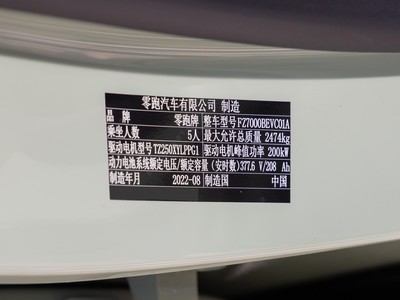 零跑汽车有限公司 制造
品 牌 零跑牌 整车型号 FZ7000BEVC01A
乘坐人数 5人 最大允许总质量 2474kg
驱动电机型号 TZ250XYLPPG1 驱动电机峰值功率 200kW
动力电池系统额定电压/额定容量(安时数) 377.6 V/208 Ah
制造年月 2022-08 制造国 中国